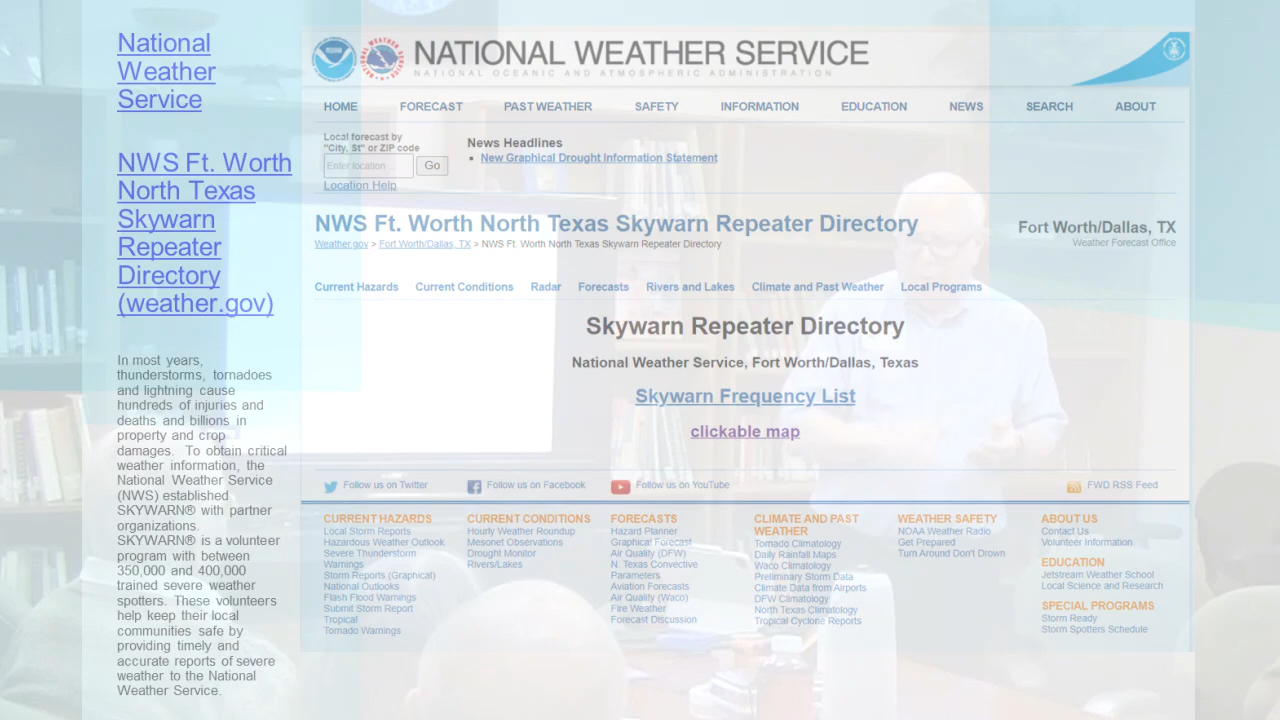 National
Weather
Service
NWS Ft. Worth
North Texas
Skywarn
Repeater
Directory
(weather.gov)
In most years,
thunderstorms, tornadoes
and lightning cause
hundreds of injuries and
deaths and billions in
property and crop
damages. To obtain critical
weather information, the
National Weather Service
(NWS) established
SKYWARN® with partner
organizations.
SKYWARN® is a volunteer
program with between
350,000 and 400,000
trained severe weather
spotters. These volunteers
help keep their local
communities safe by
providing timely and
accurate reports of severe
weather to the National
Weather Service.
NATIONAL WEATHER SERVICE
NATIONAL OCEANIC AND ATMOSPHERIC ADMINISTRATION
HOME FORECAST PAST WEATHER SAFETY INFORMATION EDUCATION NEWS SEARCH ABOUT
Local forecast by
"City, St" or ZIP code
Enter location ...
Go
Location Help
News Headlines
New Graphical Drought Information Statement
NWS Ft. Worth North Texas Skywarn Repeater Directory
Weather.gov > Fort Worth/Dallas, TX > NWS Ft. Worth North Texas Skywarn Repeater Directory
Fort Worth/Dallas, TX
Weather Forecast Office
Current Hazards Current Conditions Radar Forecasts Rivers and Lakes Climate and Past Weather Local Programs
Skywarn Repeater Directory
National Weather Service, Fort Worth/Dallas, Texas
Skywarn Frequency List
clickable map
Follow us on Twitter Follow us on Facebook Follow us on YouTube FWD RSS Feed
CURRENT HAZARDS
Local Storm Reports
Hazardous Weather Outlook
Severe Thunderstorm
Warnings
Storm Reports (Graphical)
National Outlooks
Flash Flood Warnings
Submit Storm Report
Tropical
Tornado Warnings
CURRENT CONDITIONS
Hourly Weather Roundup
Mesonet Observations
Drought Monitor
Rivers/Lakes
FORECASTS
Hazard Planner
Graphical Forecast
Air Quality (DFW)
N. Texas Convective
Parameters
Aviation Forecasts
Air Quality (Waco)
Fire Weather
Forecast Discussion
CLIMATE AND PAST
WEATHER
Tornado Climatology
Daily Rainfall Maps
Waco Climatology
Preliminary Storm Data
Climate Data from Airports
DFW Climatology
North Texas Climatology
Tropical Cyclone Reports
WEATHER SAFETY
NOAA Weather Radio
Get Prepared
Turn Around Don't Drown
ABOUT US
Contact Us
Volunteer Information
EDUCATION
Jetstream Weather School
Local Science and Research
SPECIAL PROGRAMS
Storm Ready
Storm Spotters Schedule